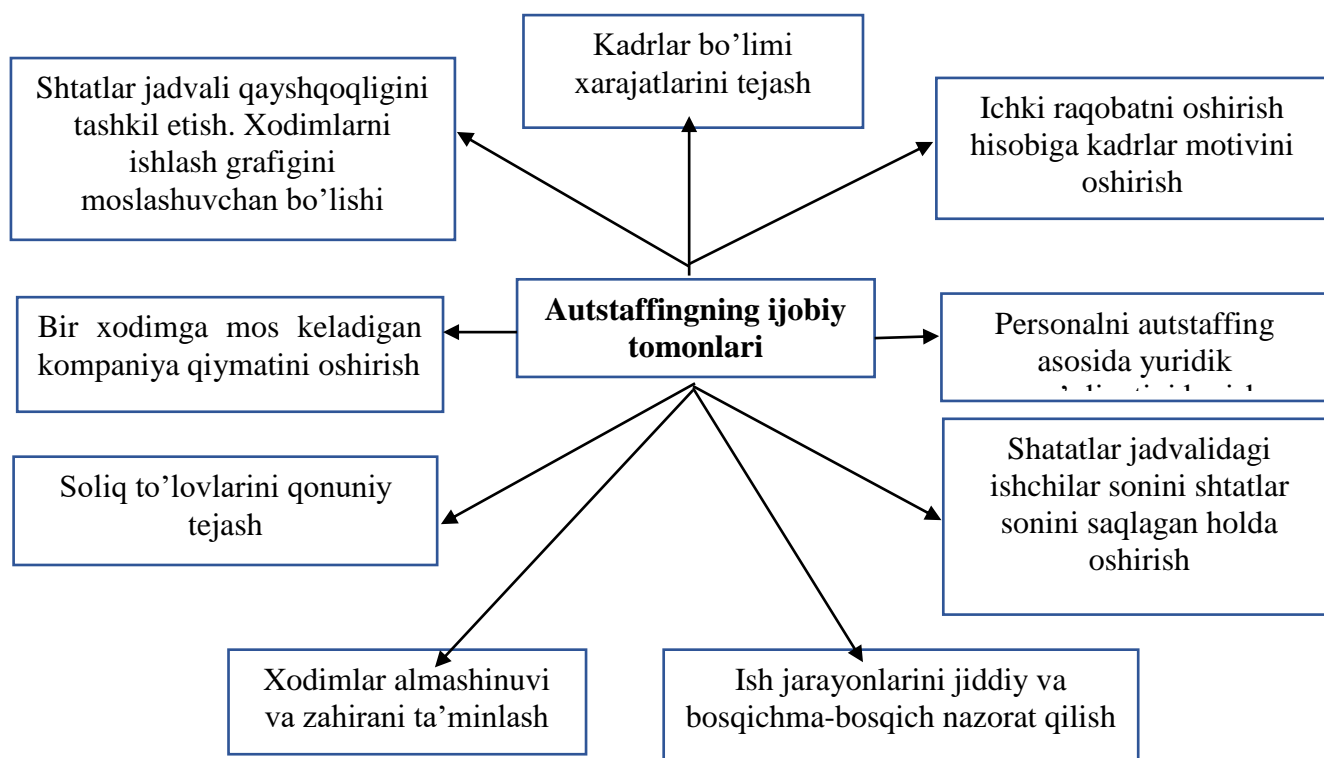 Kadrlar bo’limi
xarajatlarini tejash
Shtatlar jadvali qayshqoqligini
tashkil etish. Xodimlarni
ishlash grafigini
moslashuvchan bo’lishi
Ichki raqobatni oshirish
hisobiga kadrlar motivini
oshirish
Autstaffingning ijobiy
tomonlari
Bir xodimga mos keladigan
kompaniya qiymatini oshirish
Personalni autstaffing
asosida yuridik
Soliq to’lovlarini qonuniy
tejash
Shatatlar jadvalidagi
ishchilar sonini shtatlar
sonini saqlagan holda
oshirish
Xodimlar almashinuvi
va zahirani ta’minlash
Ish jarayonlarini jiddiy va
bosqichma-bosqich nazorat qilish